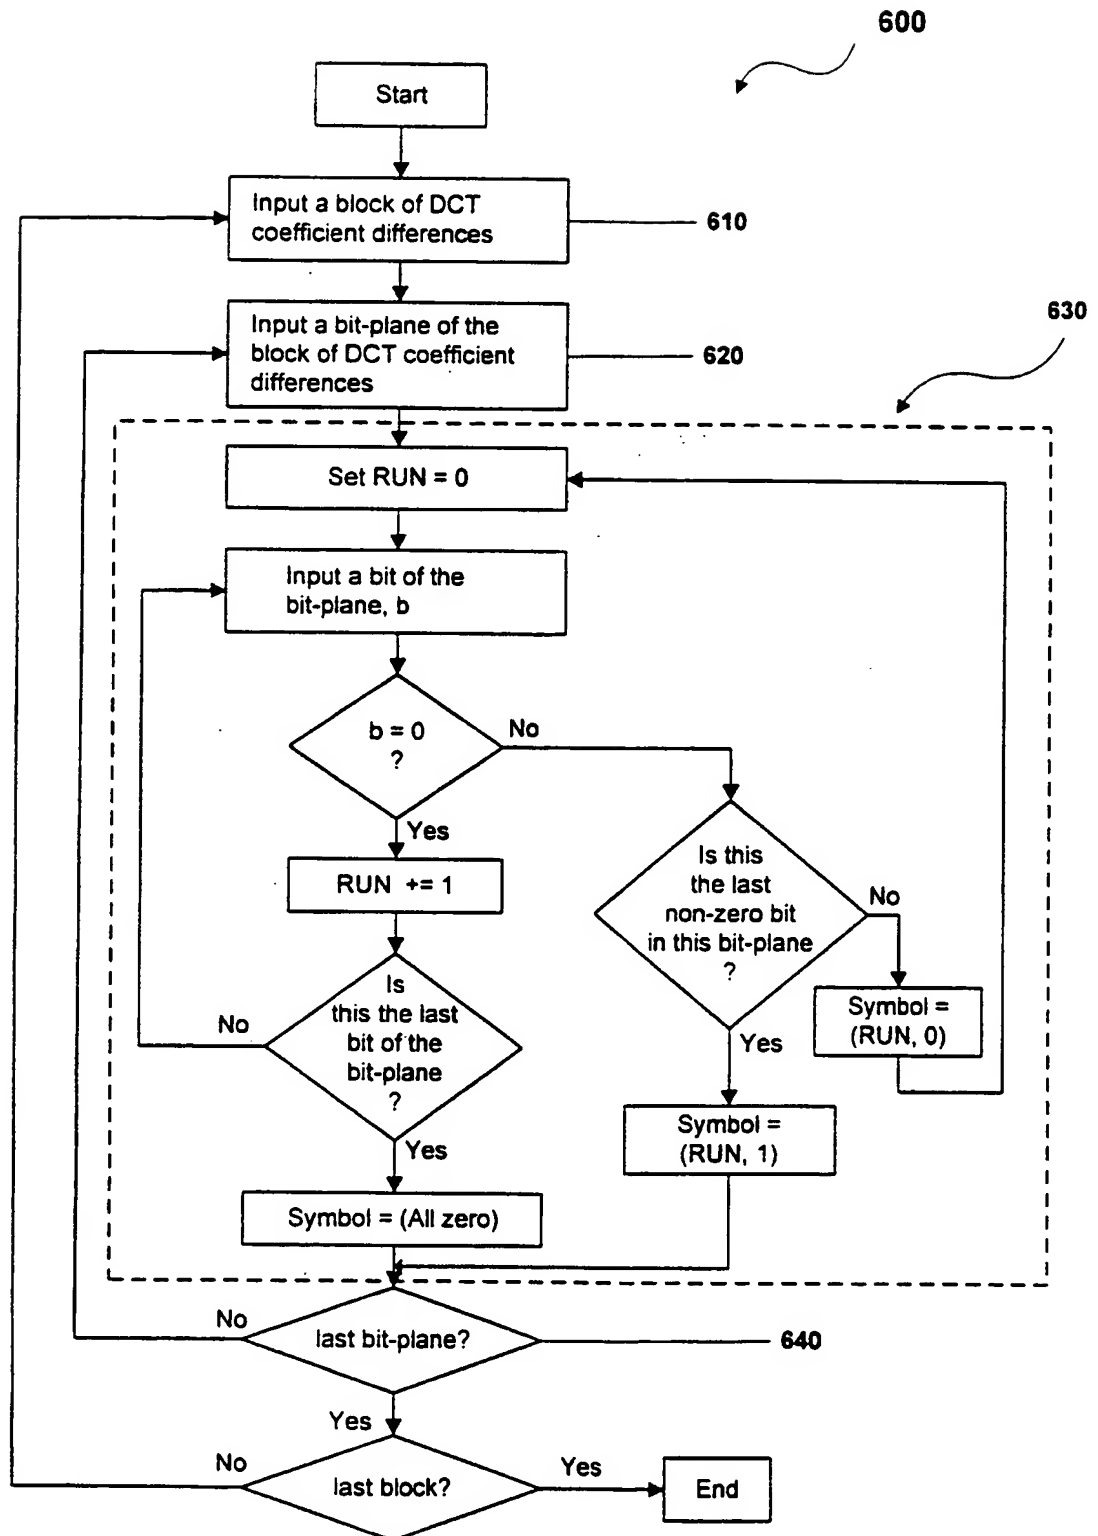 600
Start
Input a block of DCT
coefficient differences
610
Input a bit-plane of the
block of DCT coefficient
differences
620
630
Set RUN = 0
Input a bit of the
bit-plane, b
b = 0
?
No
Yes
RUN += 1
Is this
the last
non-zero bit
in this bit-plane
?
No
Is
this the last
bit of the
bit-plane
?
No
Symbol =
(RUN, 0)
Yes
Symbol =
(RUN, 1)
Yes
Symbol = (All zero)
No
last bit-plane?
640
Yes
No
last block?
Yes
End